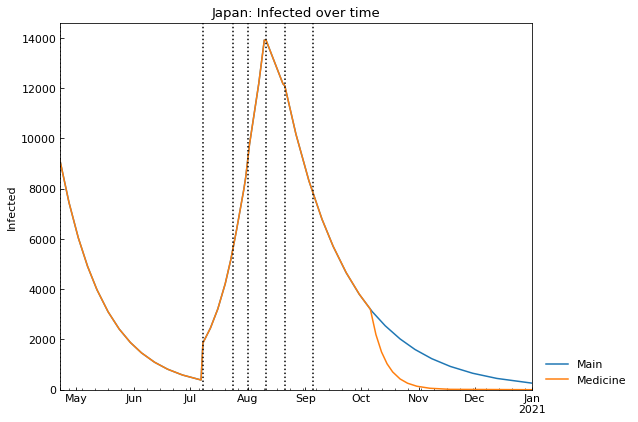 Japan: Infected over time
Infected
14000
12000
10000
8000
6000
4000
2000
0
May Jun Jul Aug Sep Oct Nov Dec Jan
2021
Main
Medicine